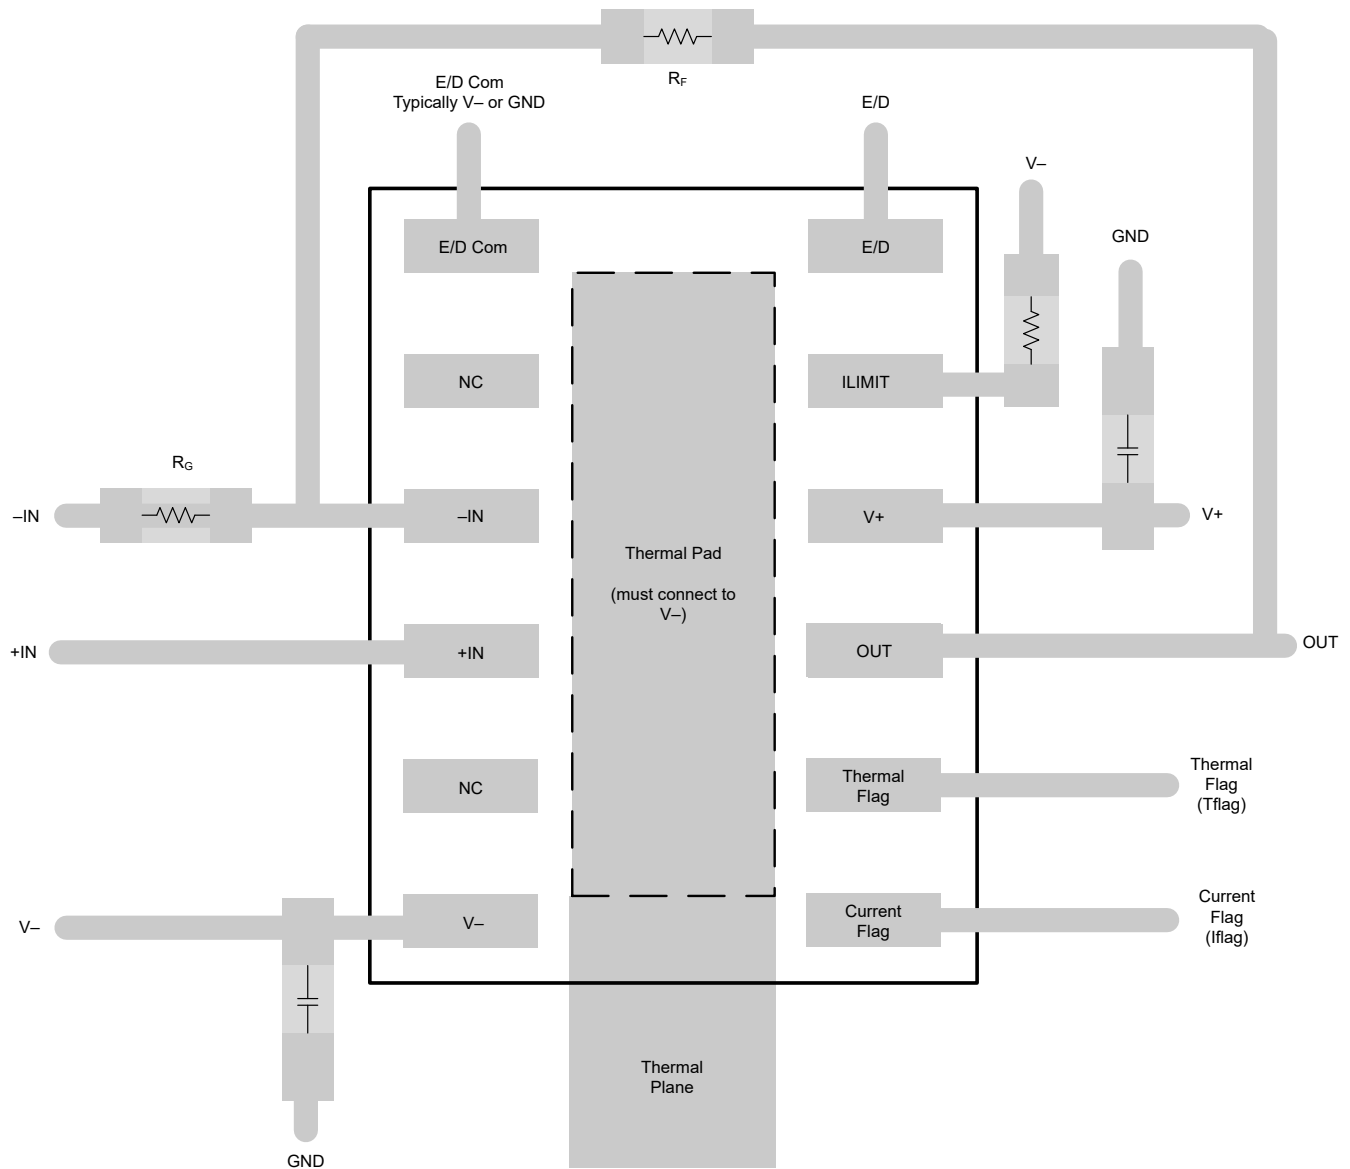 R_F
E/D Com
Typically V– or GND
E/D
V–
GND
E/D Com
E/D
NC
ILIMIT
R_G
–IN
–IN
V+
V+
Thermal Pad
(must connect to
V–)
+IN
+IN
OUT
OUT
NC
Thermal
Flag
Thermal
Flag
(Tflag)
V–
V–
Current
Flag
Current
Flag
(Iflag)
Thermal
Plane
GND